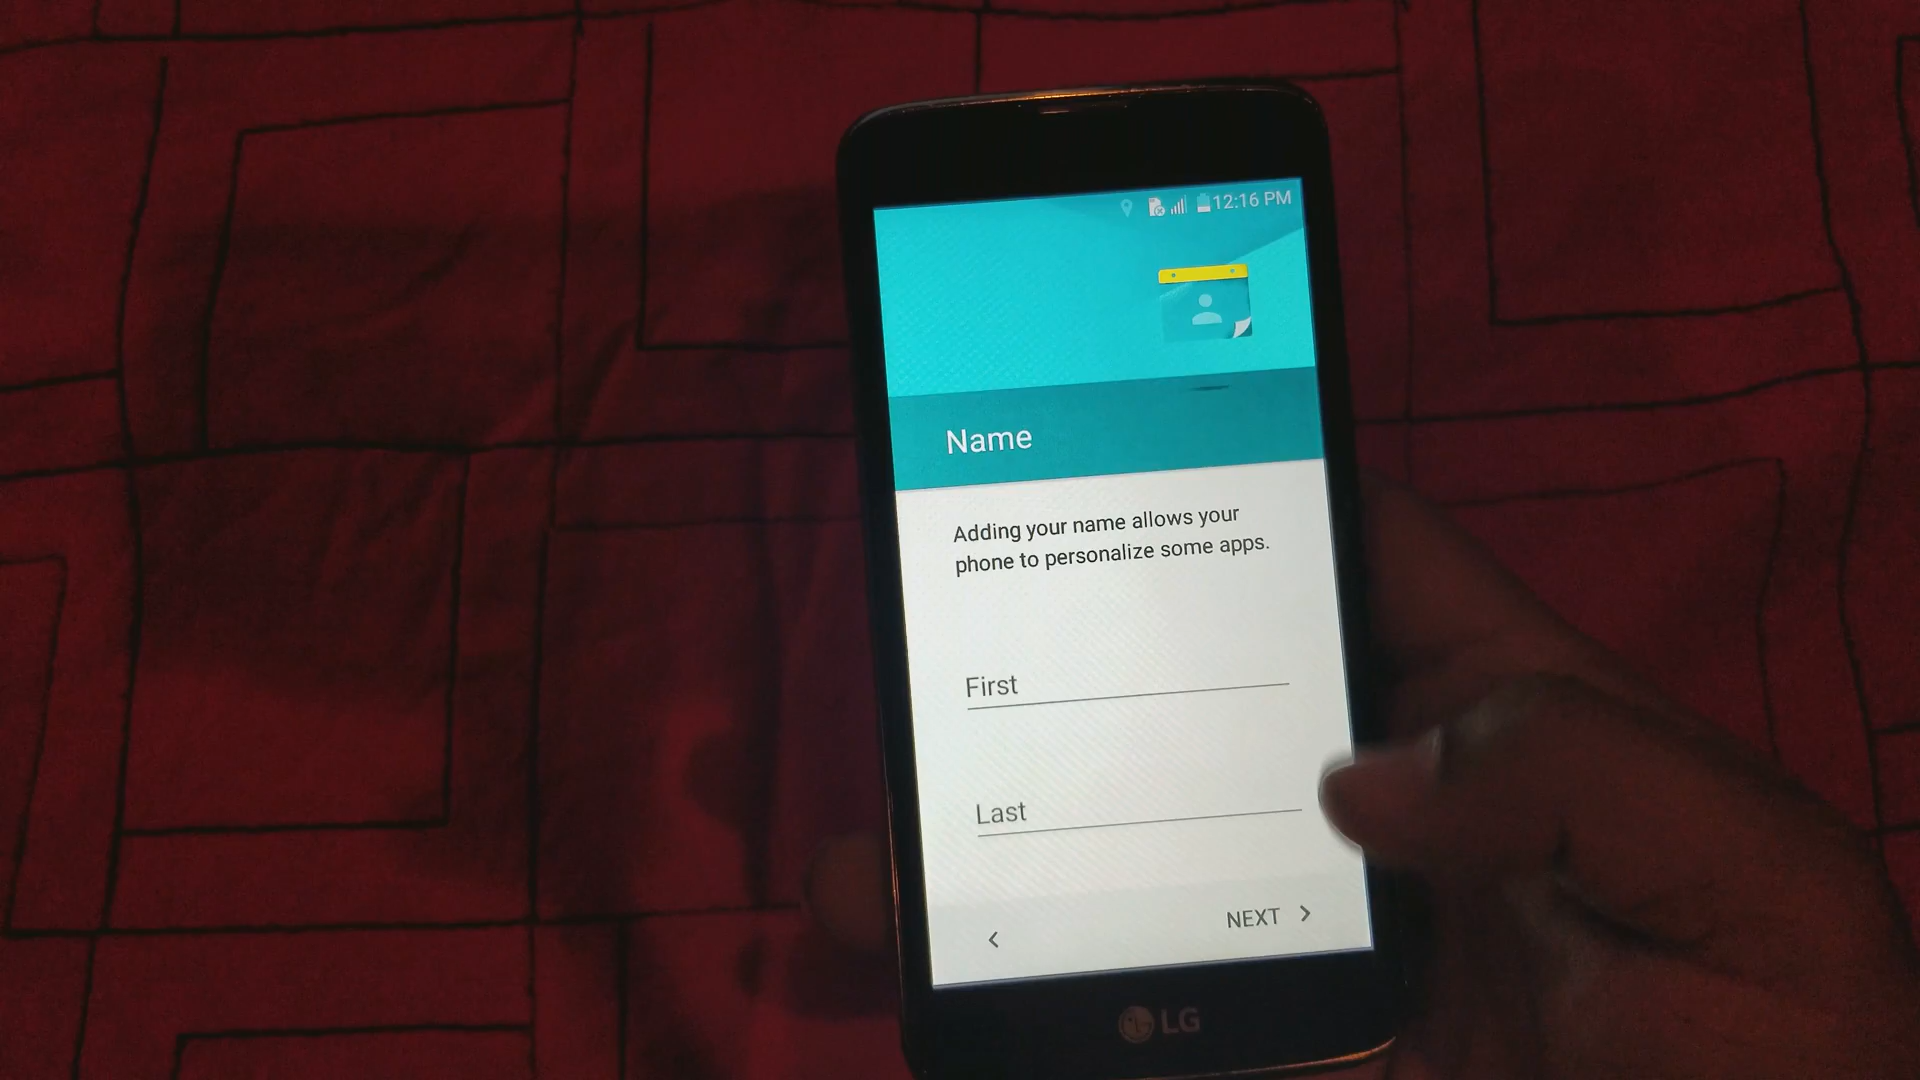 12:16 PM
Name
Adding your name allows your
phone to personalize some apps.
First
Last
NEXT
LG